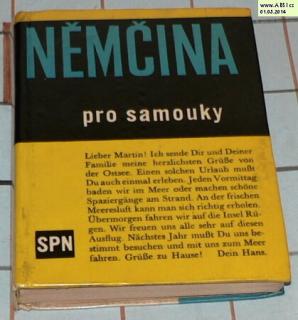 www.ABS1.cz
01.03.2014
NĚMČINA
pro samouky
Lieber Martin! Ich sende Dir und Deiner
Familie meine herzlichsten Grüße von
der Ostsee. Einen solchen Urlaub mußt
Du auch einmal erleben. Jeden Vormittag
baden wir im Meer oder machen schöne
Spaziergänge am Strand. An der frischen
Meeresluft kann man sich richtig erholen.
Übermorgen fahren wir auf die Insel Rü-
gen. Wir freuen uns alle sehr auf diesen
Ausflug. Nächstes Jahr mußt Du uns be-
stimmt besuchen und mit uns zum Meer
fahren. Grüße zu Hause! Dein Hans.
SPN